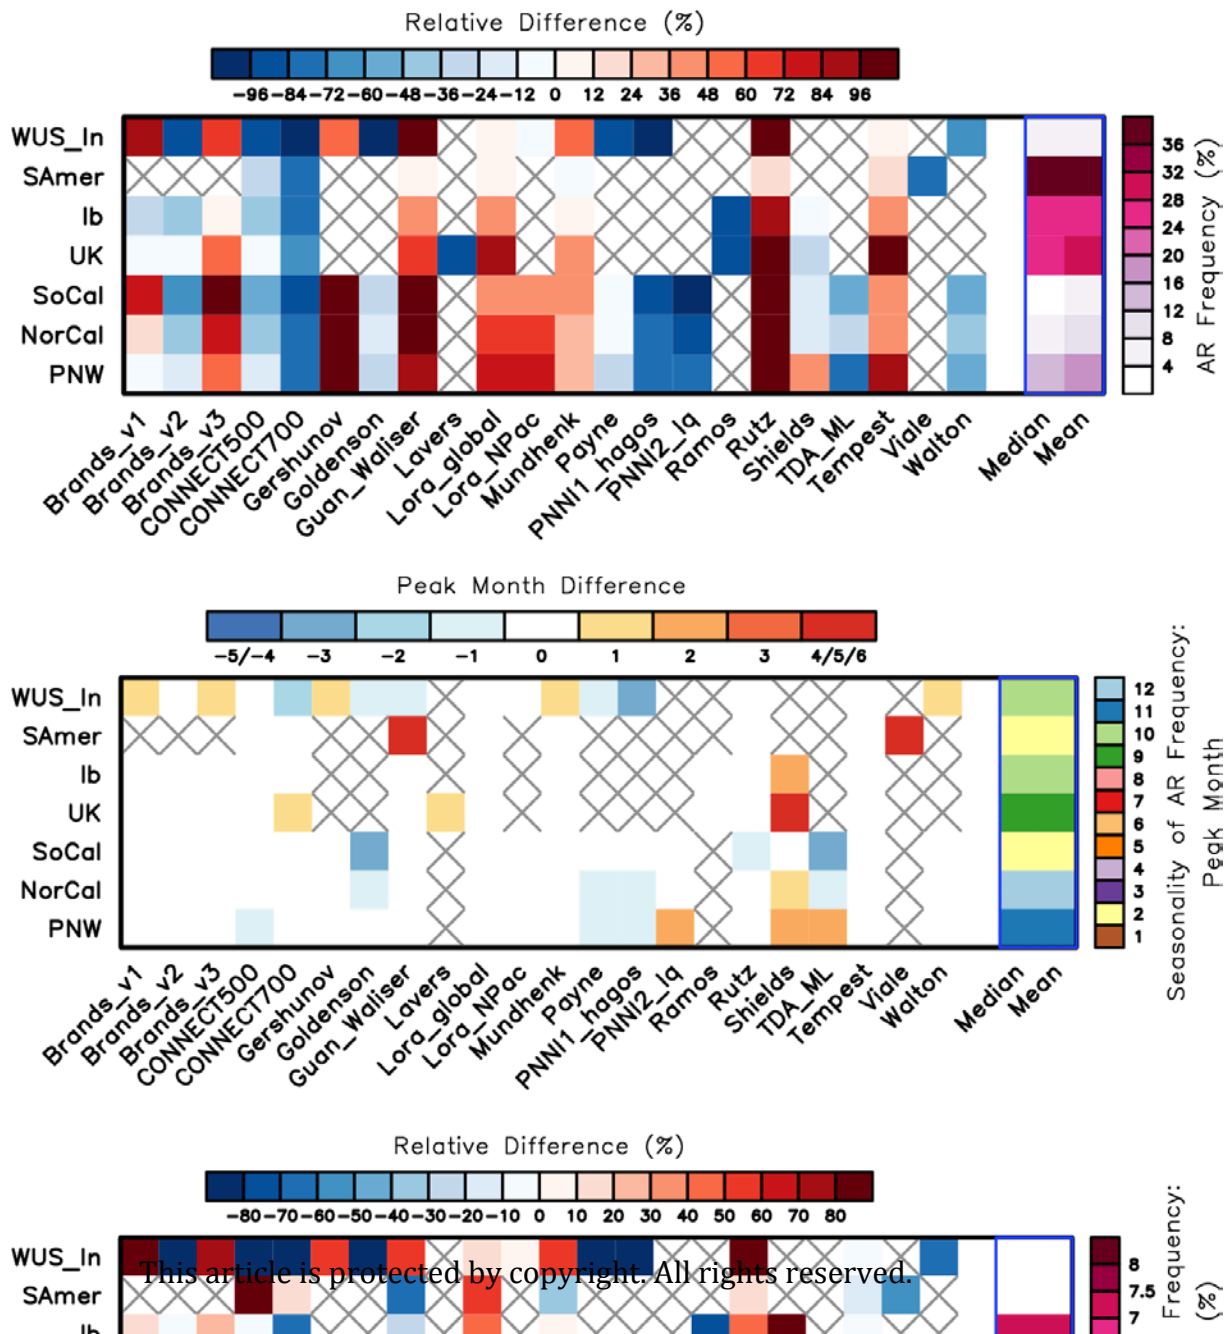 Relative Difference (%)
-96 -84 -72 -60 -48 -36 -24 -12 0 12 24 36 48 60 72 84 96
WUS_In
SAmer
Ib
UK
SoCal
NorCal
PNW
Brands_v1 Brands_v2 Brands_v3 CONNECT500 CONNECT700 Gershunov Goldenson Guan_Waliser Lavers Lora_global Lora_NPac Mundhenk Payne PNNl1_hagos PNNl2_lq Ramos Rutz Shields TDA_ML Tempest Viale Walton Median Mean
36
32
28
24
20
16
12
8
4
AR Frequency (%)
Peak Month Difference
-5/-4 -3 -2 -1 0 1 2 3 4/5/6
WUS_In
SAmer
Ib
UK
SoCal
NorCal
PNW
Brands_v1 Brands_v2 Brands_v3 CONNECT500 CONNECT700 Gershunov Goldenson Guan_Waliser Lavers Lora_global Lora_NPac Mundhenk Payne PNNl1_hagos PNNl2_lq Ramos Rutz Shields TDA_ML Tempest Viale Walton Median Mean
12
11
10
9
8
7
6
5
4
3
2
1
Seasonality of AR Frequency:
Peak Month
Relative Difference (%)
-80 -70 -60 -50 -40 -30 -20 -10 0 10 20 30 40 50 60 70 80
WUS_In
This article is protected by copyright. All rights reserved.
SAmer
Ib
8
7.5
7
Frequency:
(%)